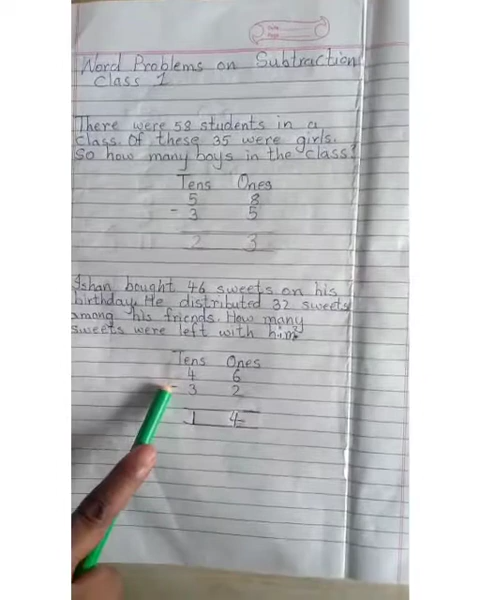 Word Problems on Subtraction
Class 1
There were 58 students in a
class. Of these 35 were girls.
So how many boys in the class?
Tens Ones
5 8
- 3 5
2 3
Ishan bought 46 sweets on his
birthday. He distributed 32 sweets
among his friends. How many
sweets were left with him?
Tens Ones
4 6
- 3 2
1 4